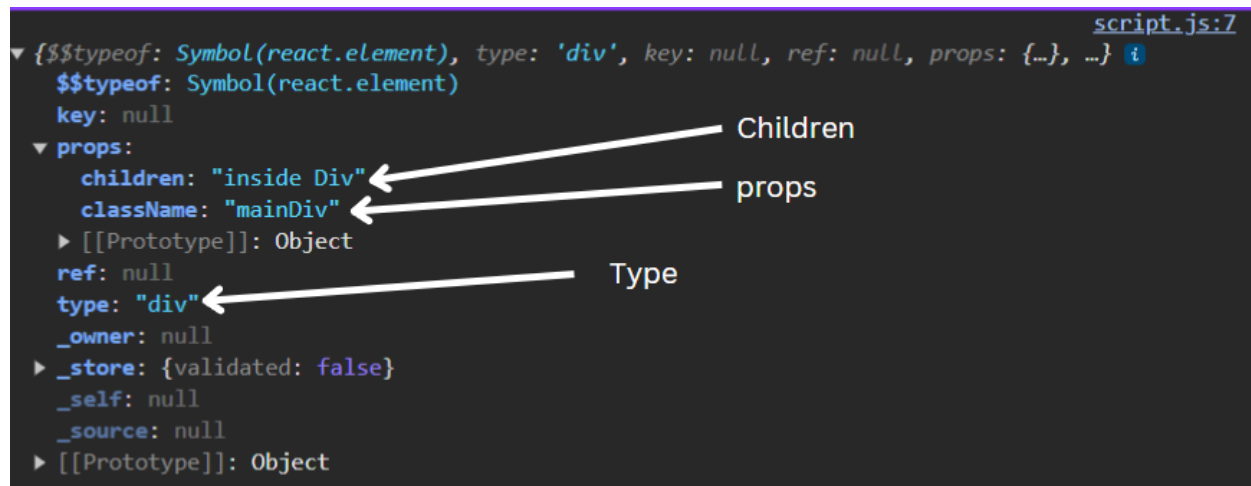 script.js:7
▼ {$$typeof: Symbol(react.element), type: 'div', key: null, ref: null, props: {…}, …} i
$$typeof: Symbol(react.element)
key: null
Children
▼ props:
children: "inside Div"
props
className: "mainDiv"
▶ [[Prototype]]: Object
ref: null
Type
type: "div"
_owner: null
▶ _store: {validated: false}
_self: null
_source: null
▶ [[Prototype]]: Object